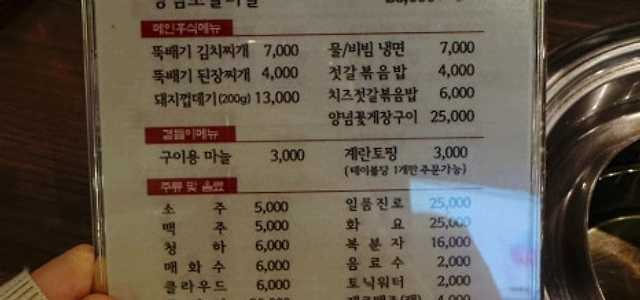 메인후식메뉴
뚝배기 김치찌개 7,000 물/비빔 냉면 7,000
뚝배기 된장찌개 4,000 젓갈볶음밥 4,000
돼지껍데기(200g) 13,000 치즈젓갈볶음밥 6,000
양념꽃게장구이 25,000
곁들이메뉴
구이용 마늘 3,000 계란토핑 3,000
(테이블당 1개만 주문가능)
주류 및 음료
소 주 5,000 일품진로 25,000
맥 주 5,000 화 요 25,000
청 하 6,000 복 분 자 16,000
매 화 수 6,000 음 료 수 2,000
클라우드 6,000 토닉워터 2,000
4,000